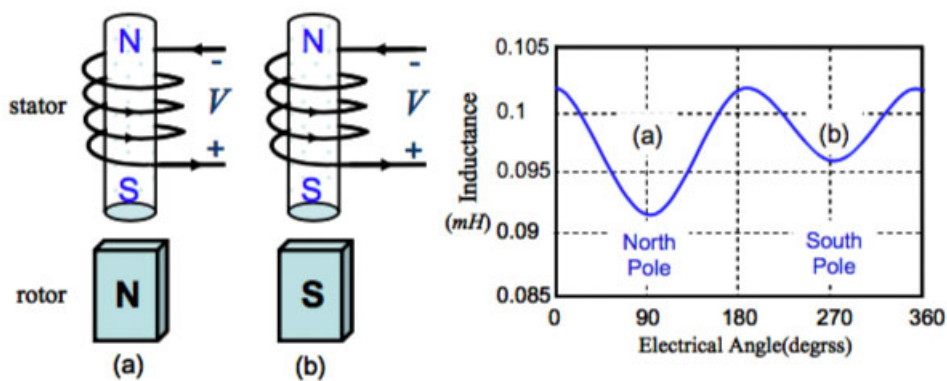 N N
stator
- -
V V
+ +
S S
rotor
N S
(a) (b)
0.105
0.1
0.095
0.09
0.085
Inductance
(mH)
(a)
(b)
North
Pole
South
Pole
0 90 180 270 360
Electrical Angle(degrss)